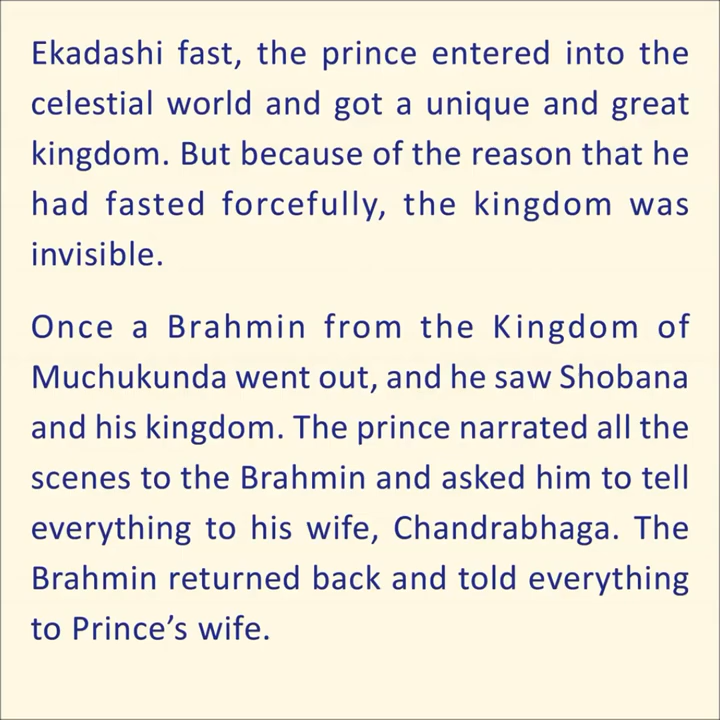 Ekadashi fast, the prince entered into the
celestial world and got a unique and great
kingdom. But because of the reason that he
had fasted forcefully, the kingdom was
invisible.
Once a Brahmin from the Kingdom of
Muchukunda went out, and he saw Shobana
and his kingdom. The prince narrated all the
scenes to the Brahmin and asked him to tell
everything to his wife, Chandrabhaga. The
Brahmin returned back and told everything
to Prince’s wife.